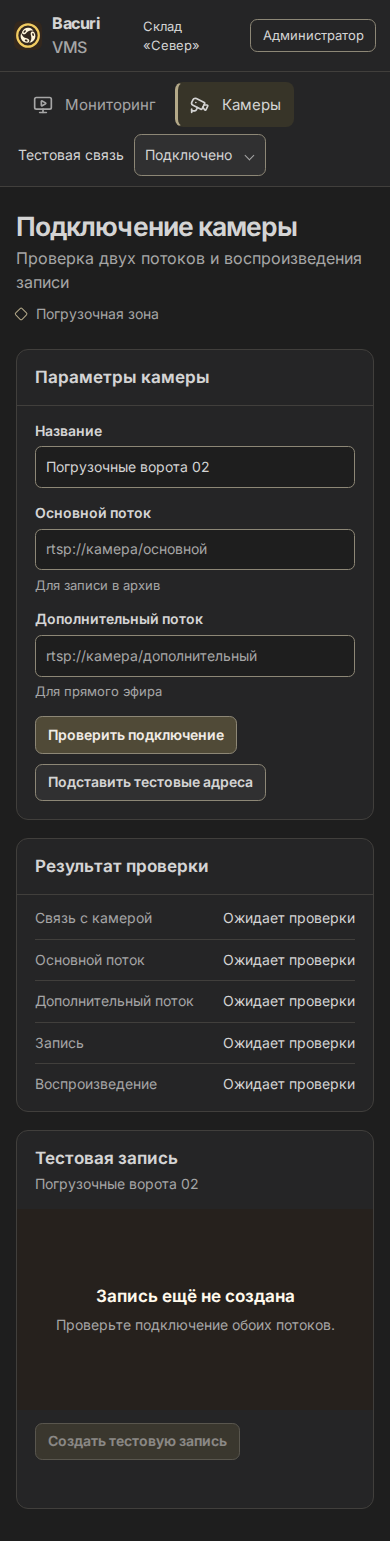 Bacuri
VMS
Склад
«Север»
Администратор
Мониторинг
Камеры
Тестовая связь
Подключено
Подключение камеры
Проверка двух потоков и воспроизведения
записи
Погрузочная зона
Параметры камеры
Название
Погрузочные ворота 02
Основной поток
rtsp://камера/основной
Для записи в архив
Дополнительный поток
rtsp://камера/дополнительный
Для прямого эфира
Проверить подключение
Подставить тестовые адреса
Результат проверки
Связь с камерой Ожидает проверки
Основной поток Ожидает проверки
Дополнительный поток Ожидает проверки
Запись Ожидает проверки
Воспроизведение Ожидает проверки
Тестовая запись
Погрузочные ворота 02
Запись ещё не создана
Проверьте подключение обоих потоков.
Создать тестовую запись